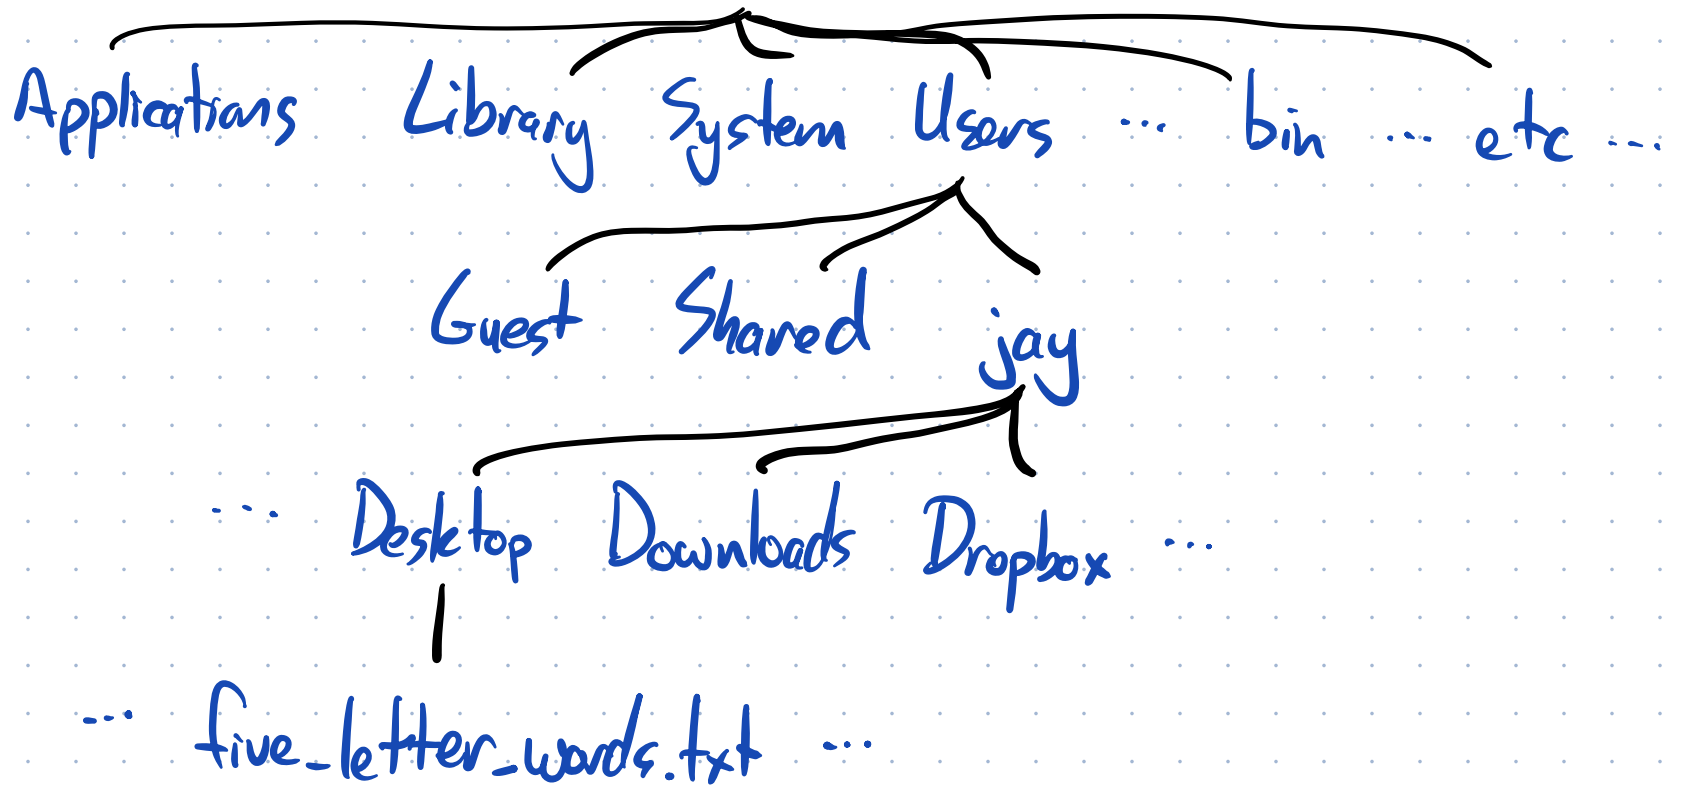 Applications Library System Users ... bin ... etc ...
Guest Shared jay
... Desktop Downloads Dropbox ...
... five_letter_words.txt ...